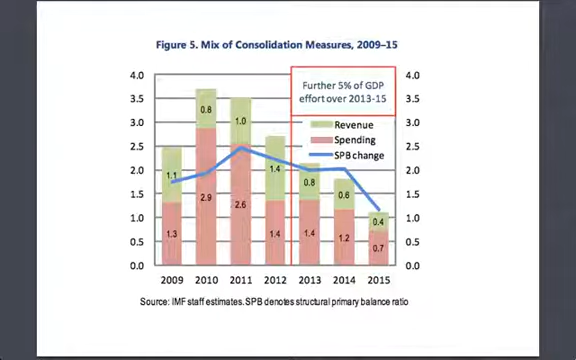 Figure 5. Mix of Consolidation Measures, 2009–15
Further 5% of GDP
effort over 2013-15
4.0 4.0
3.5 3.5
3.0 3.0
2.5 2.5
2.0 2.0
1.5 1.5
1.0 1.0
0.5 0.5
0.0 0.0
Revenue
Spending
SPB change
1.1 0.8 1.0 1.4 0.8 0.6 0.4
1.3 2.9 2.6 1.4 1.4 1.2 0.7
2009 2010 2011 2012 2013 2014 2015
Source: IMF staff estimates. SPB denotes structural primary balance ratio